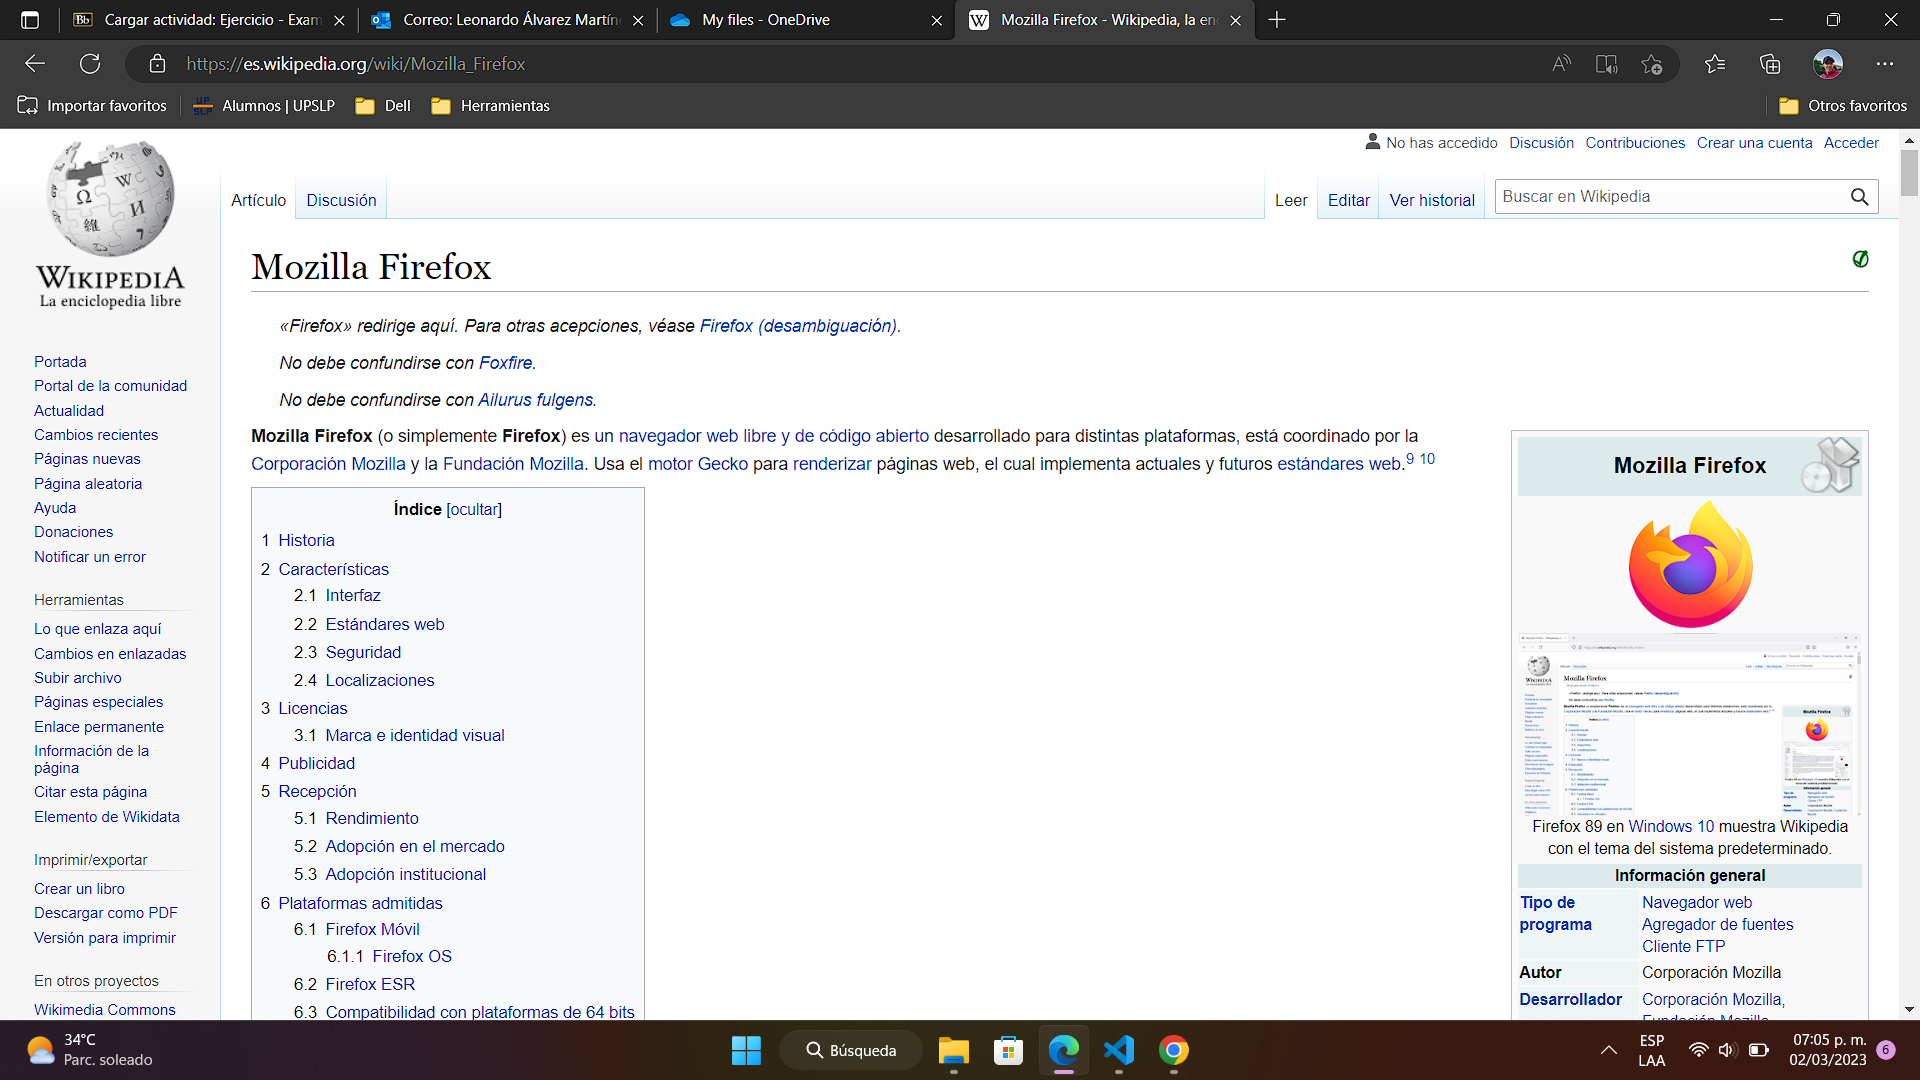 Cargar actividad: Ejercicio - Exam
Correo: Leonardo Álvarez Martín
My files - OneDrive
Mozilla Firefox - Wikipedia, la en
https://es.wikipedia.org/wiki/Mozilla_Firefox
Importar favoritos
Alumnos | UPSLP
Dell
Herramientas
Otros favoritos
No has accedido Discusión Contribuciones Crear una cuenta Acceder
WIKIPEDIA
La enciclopedia libre
Artículo Discusión
Leer Editar Ver historial
Buscar en Wikipedia
Portada
Portal de la comunidad
Actualidad
Cambios recientes
Páginas nuevas
Página aleatoria
Ayuda
Donaciones
Notificar un error
Herramientas
Lo que enlaza aquí
Cambios en enlazadas
Subir archivo
Páginas especiales
Enlace permanente
Información de la
página
Citar esta página
Elemento de Wikidata
Imprimir/exportar
Crear un libro
Descargar como PDF
Versión para imprimir
En otros proyectos
Wikimedia Commons
Mozilla Firefox
«Firefox» redirige aquí. Para otras acepciones, véase Firefox (desambiguación).
No debe confundirse con Foxfire.
No debe confundirse con Ailurus fulgens.
Mozilla Firefox (o simplemente Firefox) es un navegador web libre y de código abierto desarrollado para distintas plataformas, está coordinado por la
Corporación Mozilla y la Fundación Mozilla. Usa el motor Gecko para renderizar páginas web, el cual implementa actuales y futuros estándares web.9 10
Índice [ocultar]
1 Historia
2 Características
2.1 Interfaz
2.2 Estándares web
2.3 Seguridad
2.4 Localizaciones
3 Licencias
3.1 Marca e identidad visual
4 Publicidad
5 Recepción
5.1 Rendimiento
5.2 Adopción en el mercado
5.3 Adopción institucional
6 Plataformas admitidas
6.1 Firefox Móvil
6.1.1 Firefox OS
6.2 Firefox ESR
6.3 Compatibilidad con plataformas de 64 bits
Mozilla Firefox
Mozilla Firefox
Mozilla Firefox
Firefox 89 en Windows 10 muestra Wikipedia
con el tema del sistema predeterminado.
Información general
Tipo de programa
Navegador web
Agregador de fuentes
Cliente FTP
Autor Corporación Mozilla
Desarrollador Corporación Mozilla,
Fundación Mozilla
34°C
Parc. soleado
Búsqueda
ESP
LAA
07:05 p. m.
02/03/2023
6